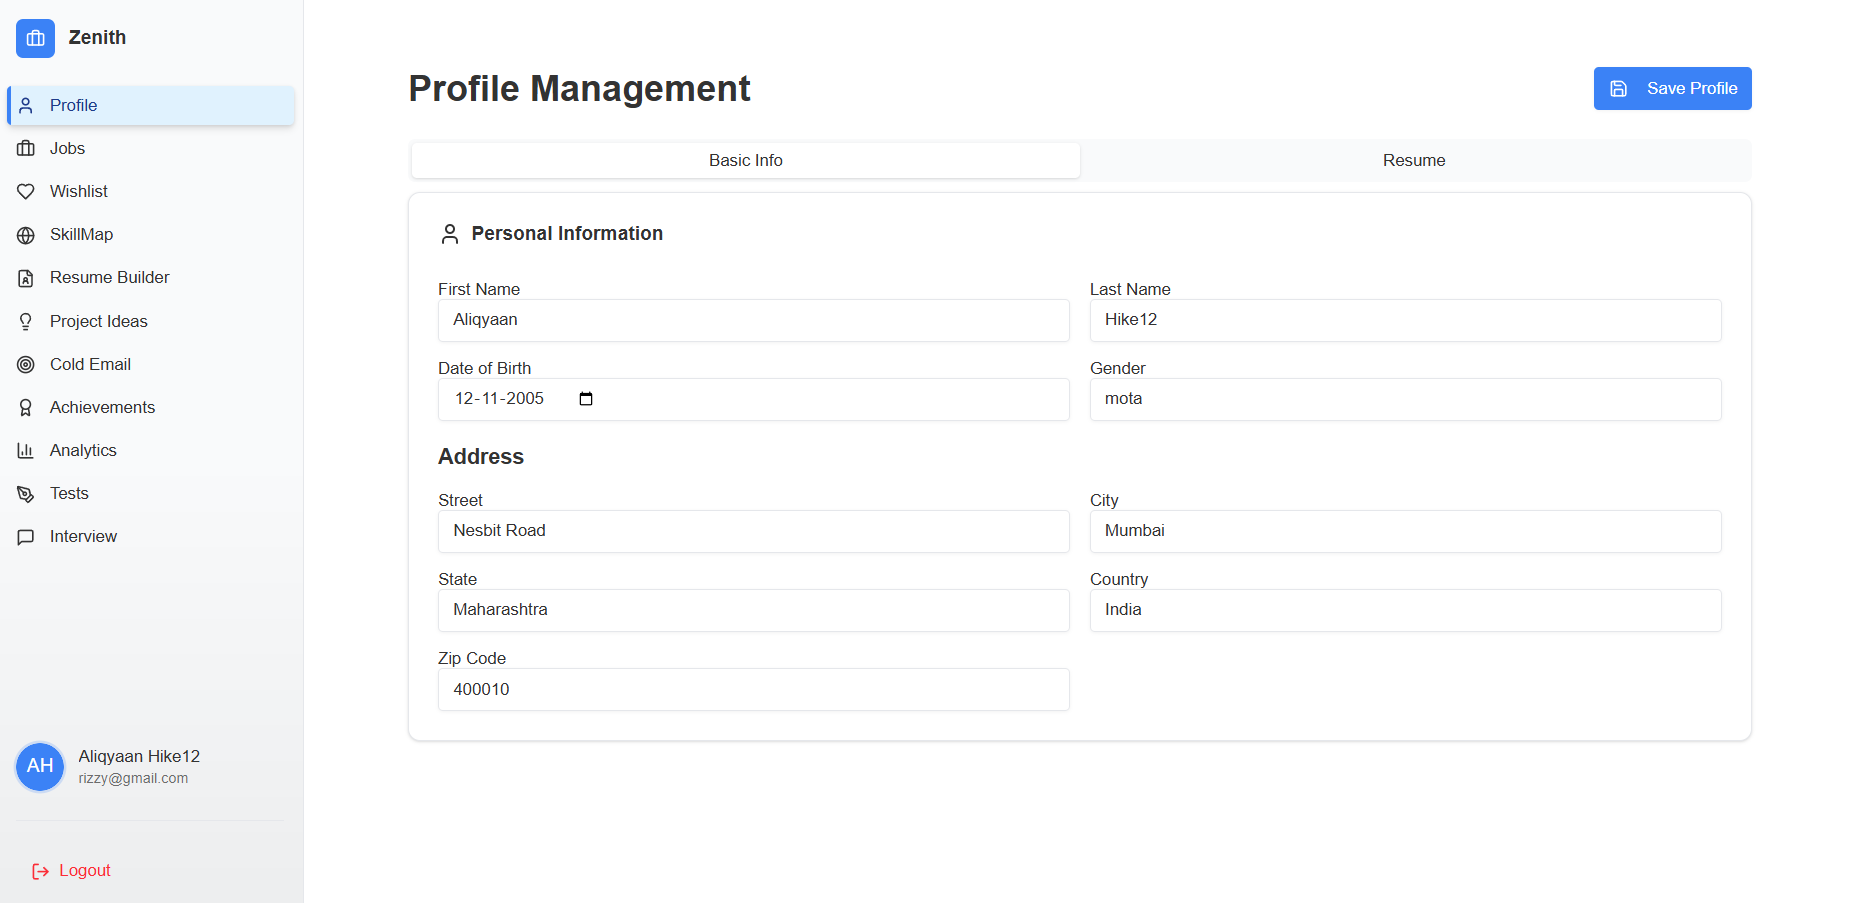 Zenith
Profile
Jobs
Wishlist
SkillMap
Resume Builder
Project Ideas
Cold Email
Achievements
Analytics
Tests
Interview
AH
Aliqyaan Hike12
rizzy@gmail.com
Logout
Profile Management
Save Profile
Basic Info
Resume
Personal Information
First Name
Last Name
Aliqyaan
Hike12
Date of Birth
Gender
12-11-2005
mota
Address
Street
City
Nesbit Road
Mumbai
State
Country
Maharashtra
India
Zip Code
400010